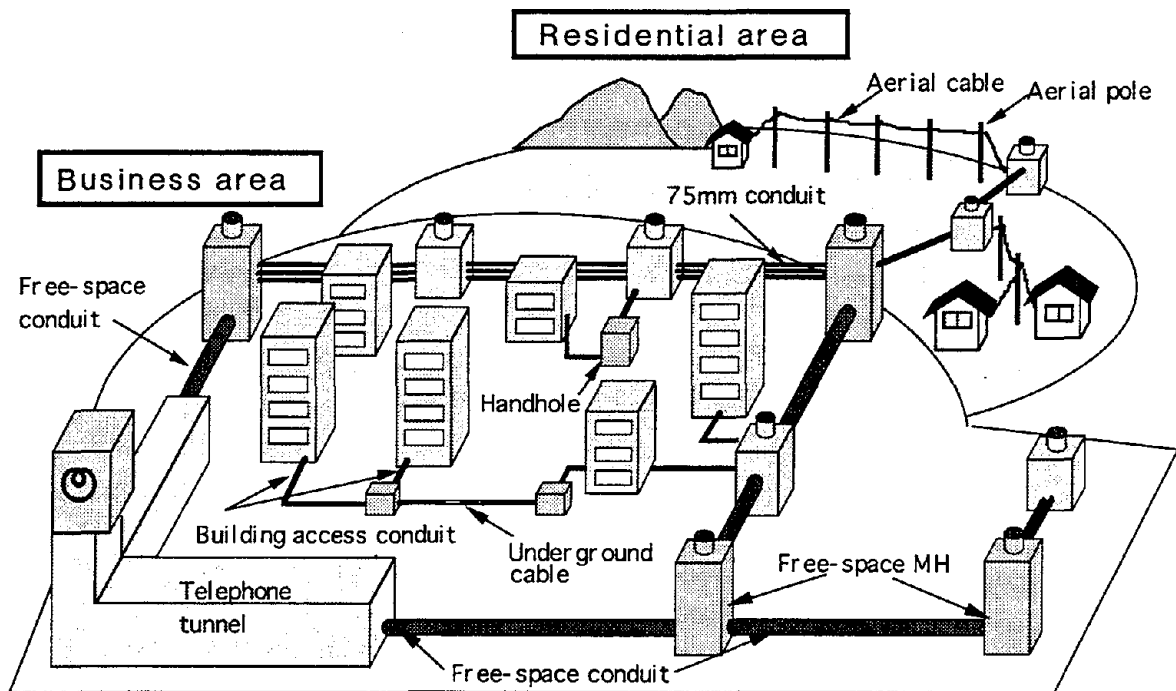 Residential area
Aerial cable
Aerial pole
Business area
75mm conduit
Free-space
conduit
Handhole
Building access conduit
Underground
cable
Free-space MH
Telephone
tunnel
Free-space conduit